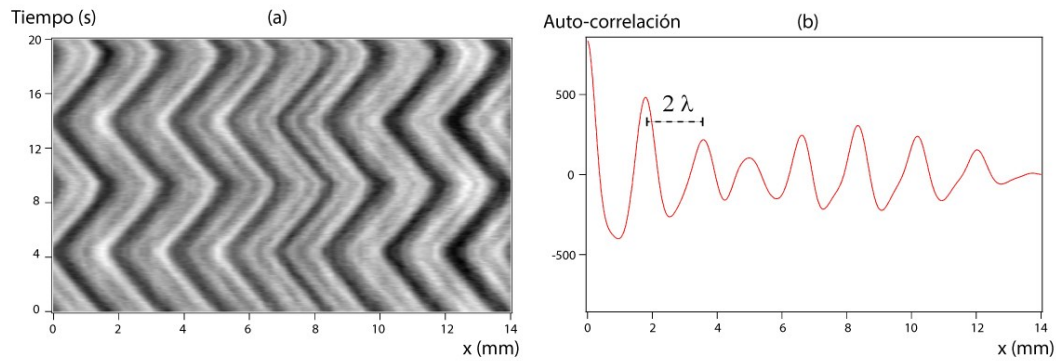 Tiempo (s)
(a)
20
16
12
8
4
0
0 2 4 6 8 10 12 14
x (mm)
Auto-correlación
(b)
500
0
-500
2 λ
0 2 4 6 8 10 12 14
x (mm)